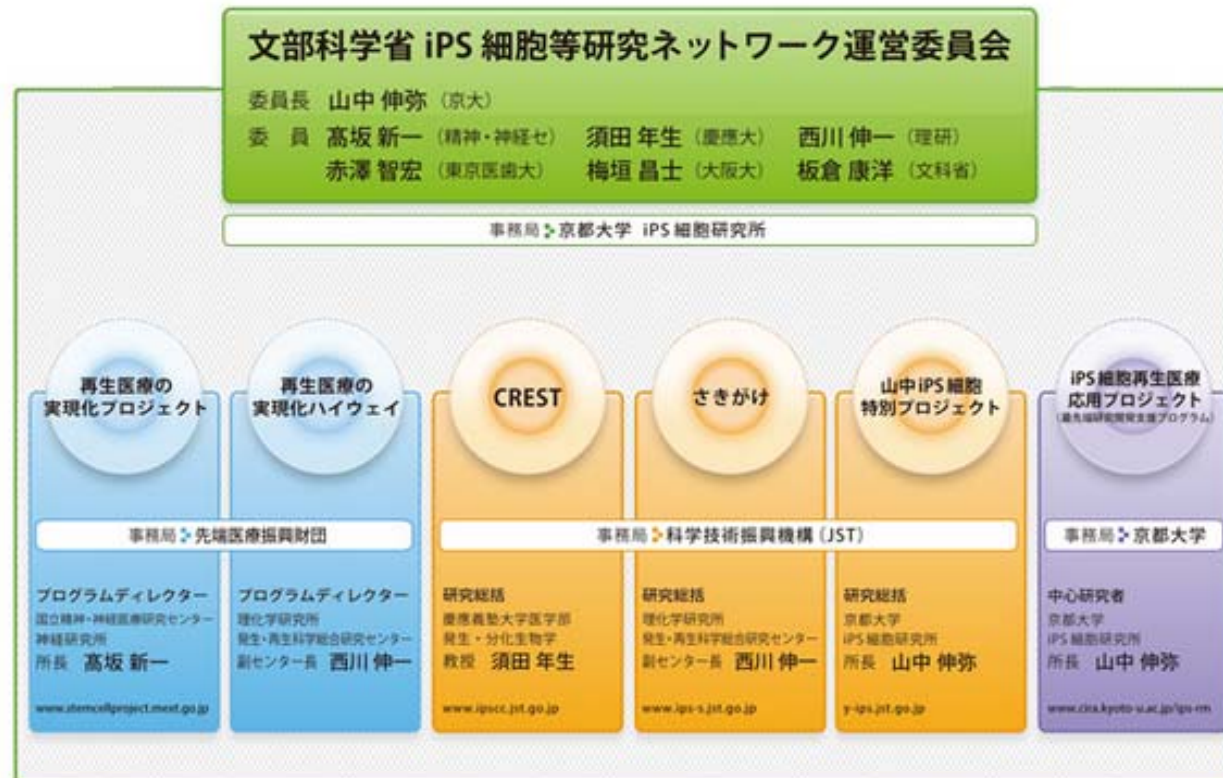 文部科学省 iPS 細胞等研究ネットワーク運営委員会
委員長 山中 伸弥（京大）
委 員 髙坂 新一（精神・神経セ） 須田 年生（慶應大） 西川 伸一（理研）
赤澤 智宏（東京医歯大） 梅垣 昌士（大阪大） 板倉 康洋（文科省）
事務局 京都大学 iPS 細胞研究所
再生医療の
実現化プロジェクト
再生医療の
実現化ハイウェイ
CREST
さきがけ
山中 iPS 細胞
特別プロジェクト
iPS 細胞再生医療
応用プロジェクト
（最先端研究開発支援プログラム）
事務局 先端医療振興財団
事務局 科学技術振興機構（JST）
事務局 京都大学
プログラムディレクター
国立精神・神経医療研究センター
神経研究所
所長 髙坂 新一
www.stemcellproject.mext.go.jp
プログラムディレクター
理化学研究所
発生・再生科学総合研究センター
副センター長 西川 伸一
研究総括
慶應義塾大学医学部
発生・分化生物学
教授 須田 年生
www.ipscc.jst.go.jp
研究総括
理化学研究所
発生・再生科学総合研究センター
副センター長 西川 伸一
www.ips-s.jst.go.jp
研究総括
京都大学
iPS 細胞研究所
所長 山中 伸弥
y-ips.jst.go.jp
中心研究者
京都大学
iPS 細胞研究所
所長 山中 伸弥
www.cira.kyoto-u.ac.jp/ips-rm